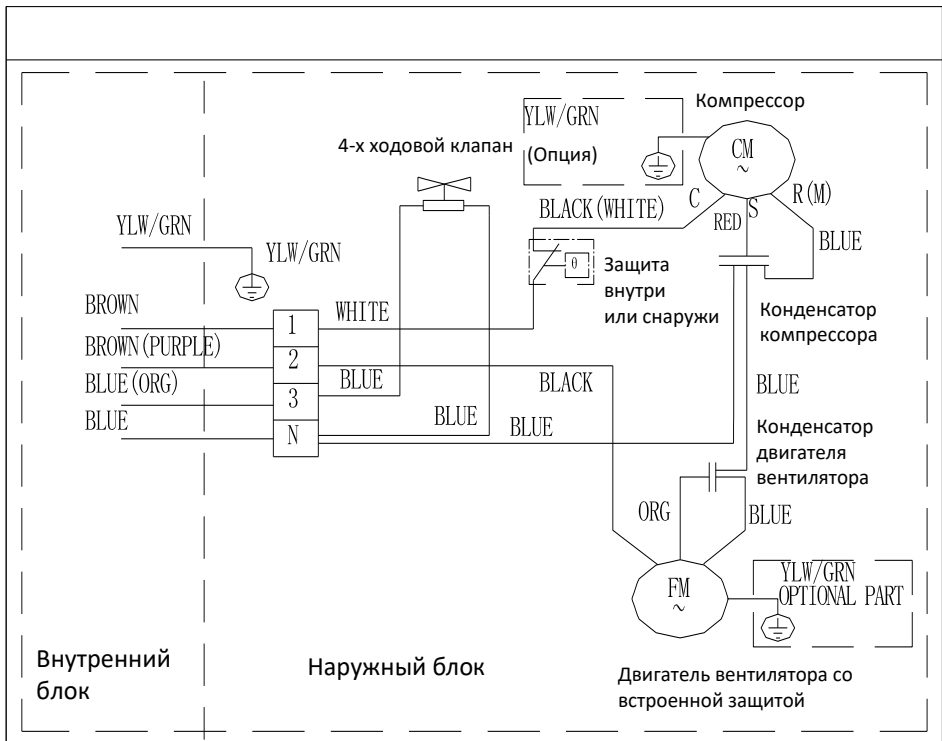 Компрессор
YLW/GRN
(Опция)
4-х ходовой клапан
CM
~
C
S
R(M)
BLACK(WHITE)
RED
BLUE
YLW/GRN
YLW/GRN
θ
Защита
внутри
или снаружи
Конденсатор
компрессора
BROWN
1
WHITE
BROWN(PURPLE)
2
BLUE
BLACK
BLUE
BLUE(ORG)
3
BLUE
N
BLUE
BLUE
Конденсатор
двигателя
вентилятора
ORG
BLUE
FM
~
YLW/GRN
OPTIONAL PART
Внутренний
блок
Наружный блок
Двигатель вентилятора со
встроенной защитой